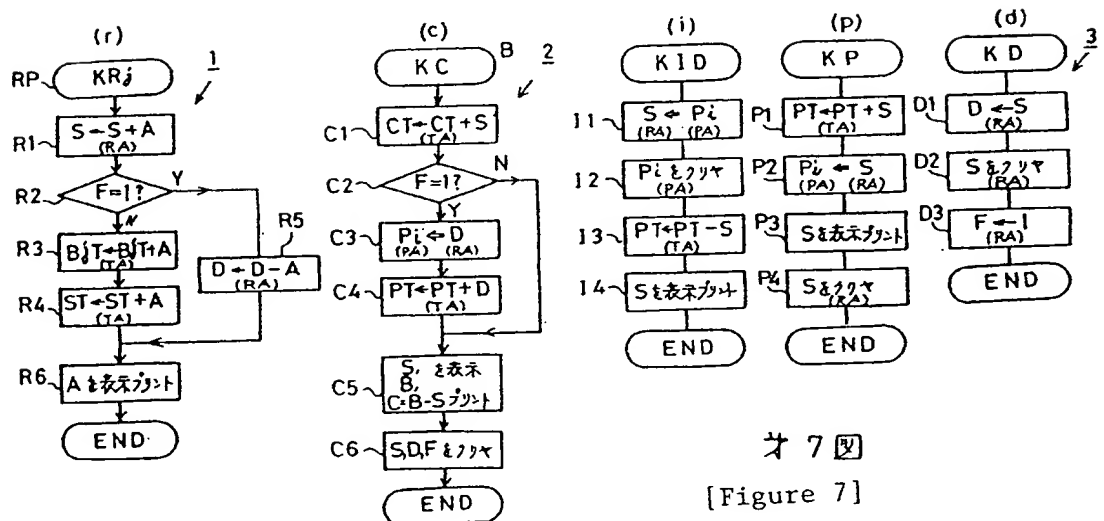 (r)
RP
KRj
1
R1
S←S+A
(RA)
R2
F=1?
Y
N
R3
BjT←BjT+A
(TA)
R5
D←D−A
(RA)
R4
ST←ST+A
(TA)
R6
Aを表示プリント
END
(c)
KC
B
2
C1
CT←CT+S
(TA)
C2
F=1?
N
Y
C3
Pi←D
(PA) (RA)
C4
PT←PT+D
(TA)
C5
S, を表示
B,
C=B-Sプリント
C6
S,D,Fをクリヤ
END
(i)
KID
I1
S←Pi
(RA) (PA)
I2
Piをクリヤ
(PA)
I3
PT←PT−S
(TA)
I4
Sを表示プリント
END
(p)
KP
P1
PT←PT+S
(TA)
P2
Pi←S
(PA) (RA)
P3
Sを表示プリント
P4
Sをクリヤ
(RA)
END
(d)
KD
3
D1
D←S
(RA)
D2
Sをクリヤ
(RA)
D3
F←1
(RA)
END
才7図
[Figure 7]